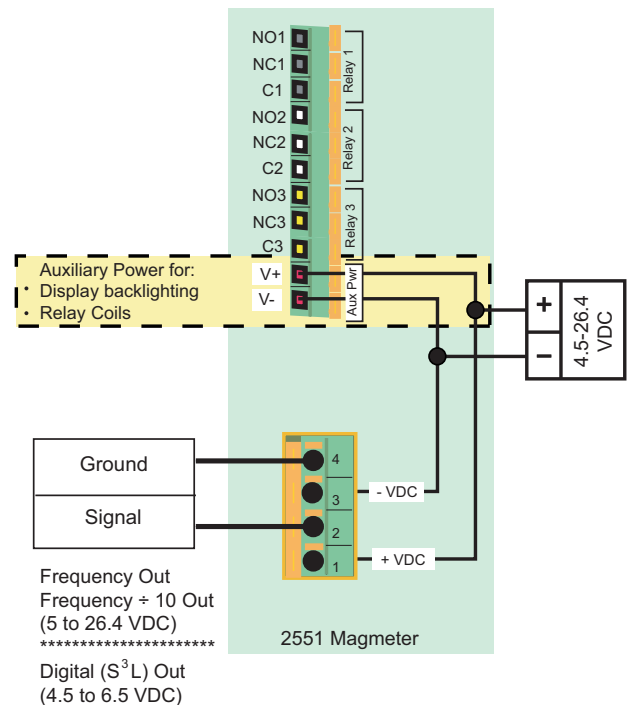 NO1
NC1
C1
Relay 1
NO2
NC2
C2
Relay 2
NO3
NC3
C3
Relay 3
Auxiliary Power for:
• Display backlighting
• Relay Coils
V+
V-
Aux Pwr
+
−
4.5-26.4
VDC
Ground
Signal
4
3
2
1
- VDC
+ VDC
Frequency Out
Frequency ÷ 10 Out
(5 to 26.4 VDC)
**********************
Digital (S³L) Out
(4.5 to 6.5 VDC)
2551 Magmeter